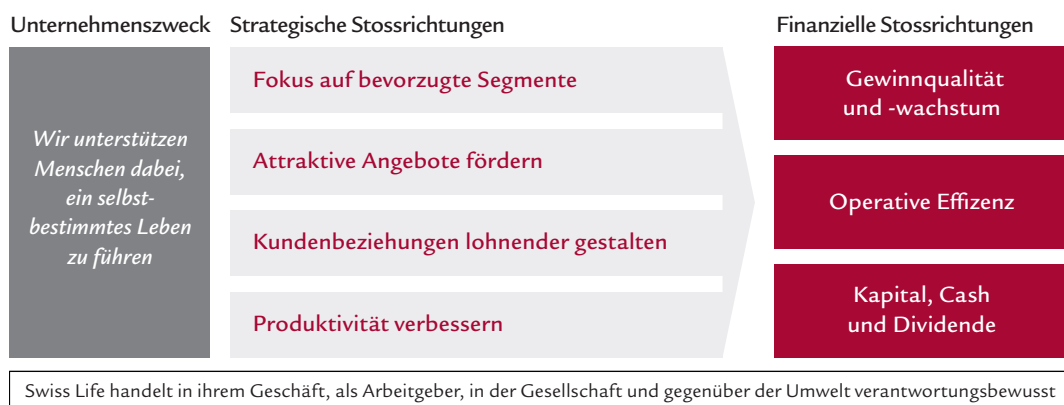 Unternehmenszweck
Strategische Stossrichtungen
Finanzielle Stossrichtungen
Wir unterstützen
Menschen dabei,
ein selbst-
bestimmtes Leben
zu führen
Fokus auf bevorzugte Segmente
Attraktive Angebote fördern
Kundenbeziehungen lohnender gestalten
Produktivität verbessern
Gewinnqualität
und -wachstum
Operative Effizenz
Kapital, Cash
und Dividende
Swiss Life handelt in ihrem Geschäft, als Arbeitgeber, in der Gesellschaft und gegenüber der Umwelt verantwortungsbewusst